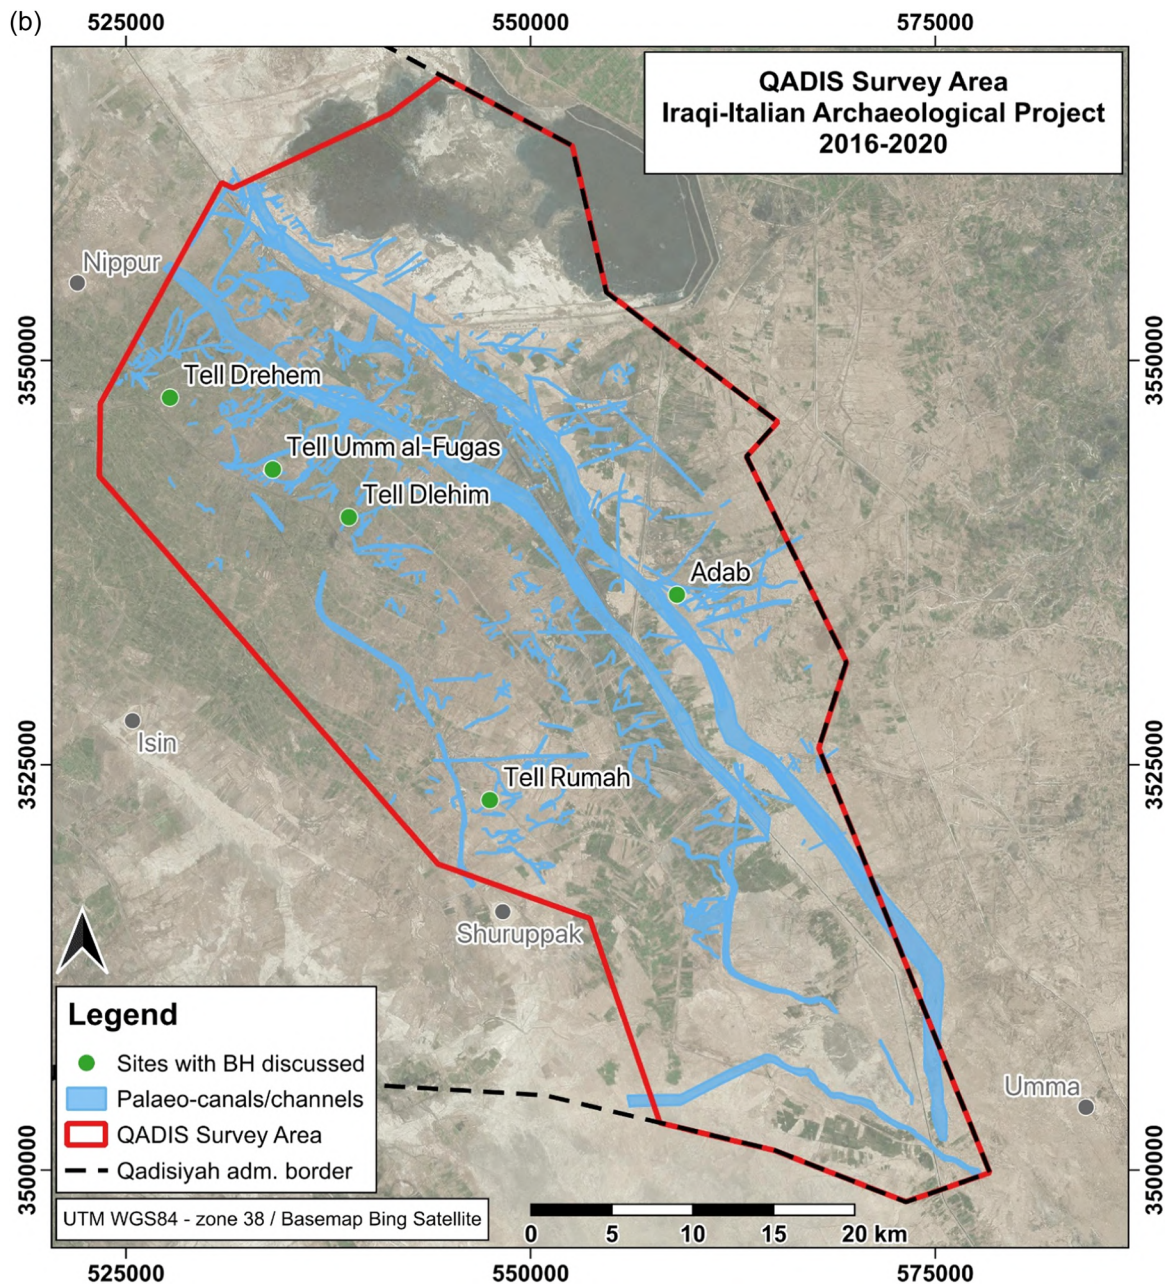 (b)
525000
550000
575000
QADIS Survey Area
Iraqi-Italian Archaeological Project
2016-2020
Nippur
3550000
3550000
Tell Drehem
Tell Umm al-Fugas
Tell Dlehim
Adab
Isin
3525000
3525000
Tell Rumah
Shuruppak
Legend
Sites with BH discussed
Palaeo-canals/channels
QADIS Survey Area
Qadisiyah adm. border
Umma
3500000
3500000
UTM WGS84 - zone 38 / Basemap Bing Satellite
0 5 10 15 20 km
525000
550000
575000